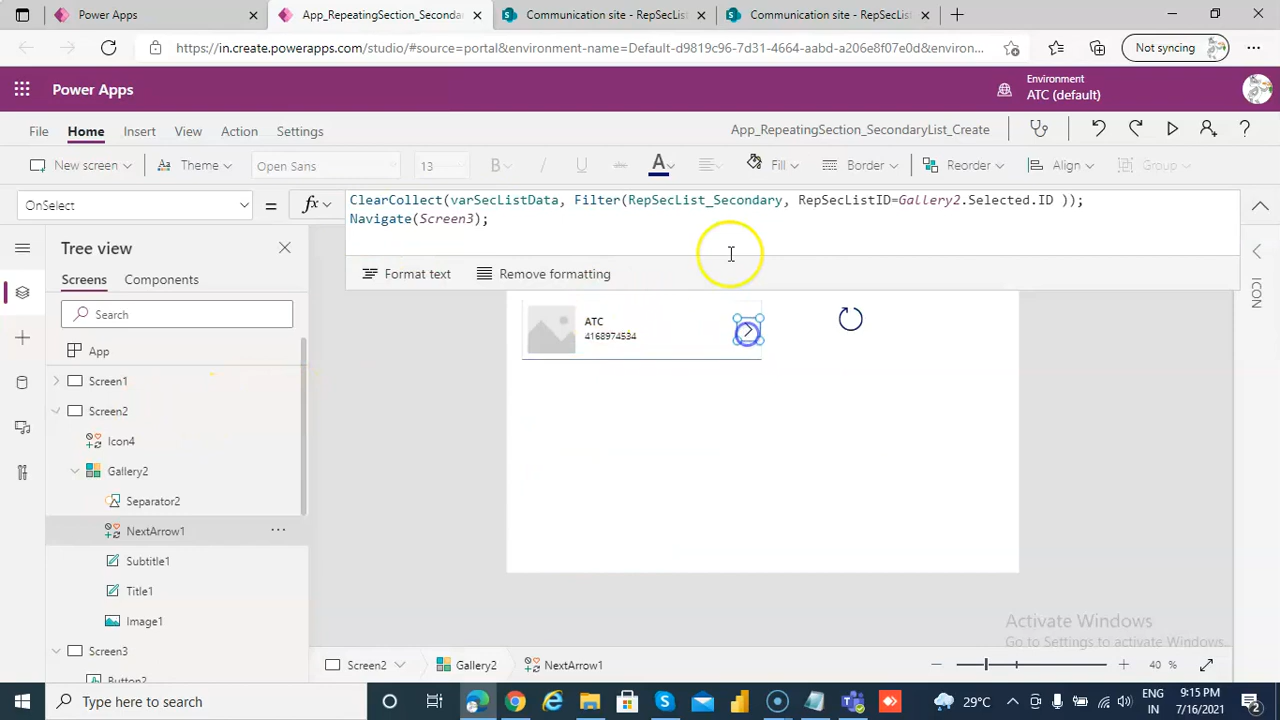 Power Apps
App_RepeatingSection_Seconda
Communication site - RepSecList
Communication site - RepSecList
https://in.create.powerapps.com/studio/#source=portal&environment-name=Default-d9819c96-7d31-4664-aabd-a206e8f07e0d&environ...
Not syncing
Power Apps
Environment
ATC (default)
File
Home
Insert
View
Action
Settings
App_RepeatingSection_SecondaryList_Create
New screen
Theme
Open Sans
13
B
A
Fill
Border
Reorder
Align
Group
OnSelect
=
fx
ClearCollect(varSecListData, Filter(RepSecList_Secondary, RepSecListID=Gallery2.Selected.ID ));
Navigate(Screen3);
Format text
Remove formatting
Tree view
Screens
Components
Search
App
Screen1
Screen2
Icon4
Gallery2
Separator2
NextArrow1
Subtitle1
Title1
Image1
Screen3
Button2
ATC
4168974534
ICON
Activate Windows
Go to Settings to activate Windows.
Screen2
Gallery2
NextArrow1
40 %
Type here to search
29°C
ENG
IN
9:15 PM
7/16/2021
2